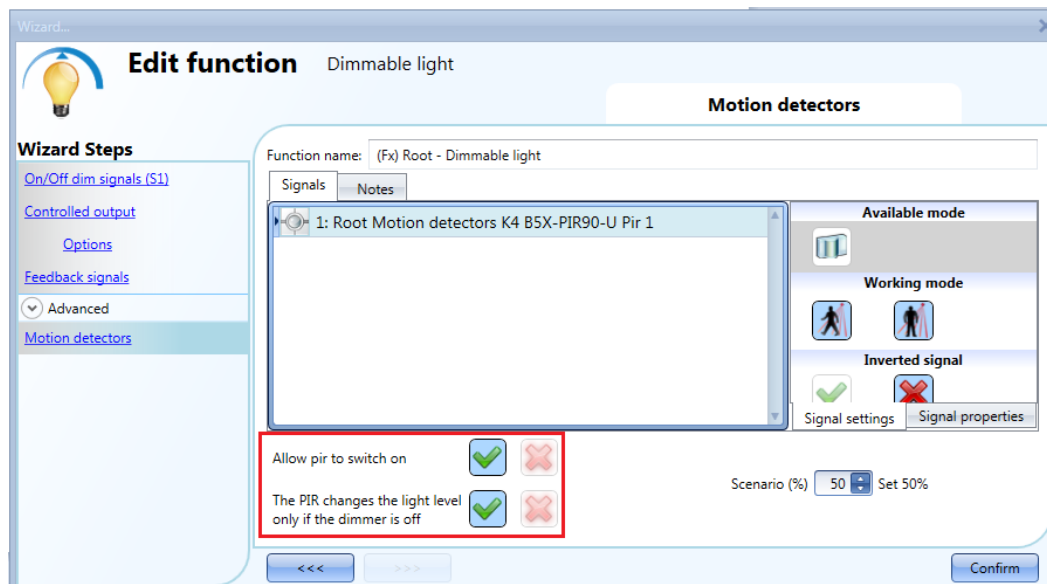 Wizard...
Edit function Dimmable light
Motion detectors
Wizard Steps
On/Off dim signals (S1)
Controlled output
Options
Feedback signals
Advanced
Motion detectors
Function name: (Fx) Root - Dimmable light
Signals Notes
1: Root Motion detectors K4 B5X-PIR90-U Pir 1
Available mode
Working mode
Inverted signal
Signal settings Signal properties
Allow pir to switch on
The PIR changes the light level
only if the dimmer is off
Scenario (%) 50 Set 50%
<<< >>> Confirm